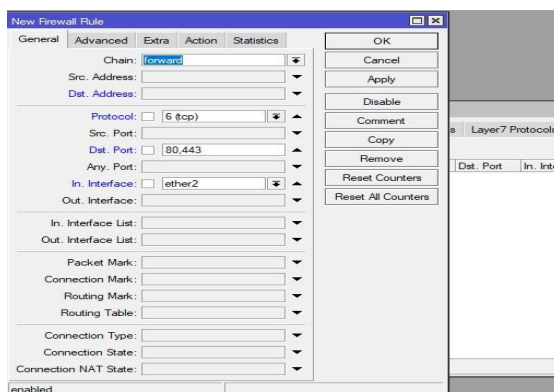 New Firewall Rule
General Advanced Extra Action Statistics
Chain: forward
Src. Address:
Dst. Address:
Protocol: 6 (tcp)
Src. Port:
Dst. Port: 80,443
Any. Port:
In. Interface: ether2
Out. Interface:
In. Interface List:
Out. Interface List:
Packet Mark:
Connection Mark:
Routing Mark:
Routing Table:
Connection Type:
Connection State:
Connection NAT State:
enabled
OK
Cancel
Apply
Disable
Comment
Copy
Remove
Reset Counters
Reset All Counters
s Layer7 Protocols
Dst. Port In. Inte